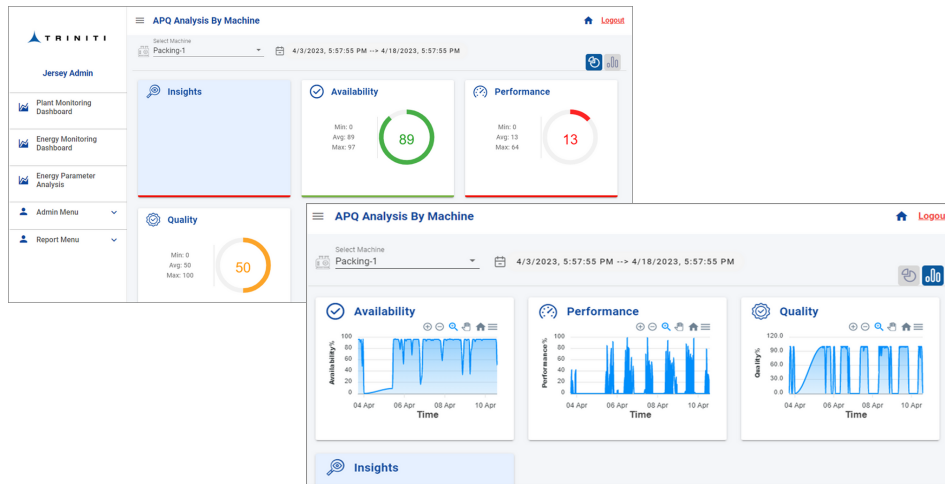 TRINITI
Jersey Admin
Plant Monitoring
Dashboard
Energy Monitoring
Dashboard
Energy Parameter
Analysis
Admin Menu
Report Menu
APQ Analysis By Machine
Logout
Select Machine
Packing-1
4/3/2023, 5:57:55 PM --> 4/18/2023, 5:57:55 PM
Insights
Availability
Min: 0
Avg: 89
Max: 97
89
Performance
Min: 0
Avg: 13
Max: 64
13
Quality
Min: 0
Avg: 50
Max: 100
50
APQ Analysis By Machine
Logou
Select Machine
Packing-1
4/3/2023, 5:57:55 PM --> 4/18/2023, 5:57:55 PM
Availability
Availability%
100
80
60
40
20
0
04 Apr 06 Apr 08 Apr 10 Apr
Time
Performance
Performance%
100
80
60
40
20
0
04 Apr 06 Apr 08 Apr 10 Apr
Time
Quality
Quality%
120.0
90.0
60.0
30.0
0.0
04 Apr 06 Apr 08 Apr 10 Apr
Time
Insights